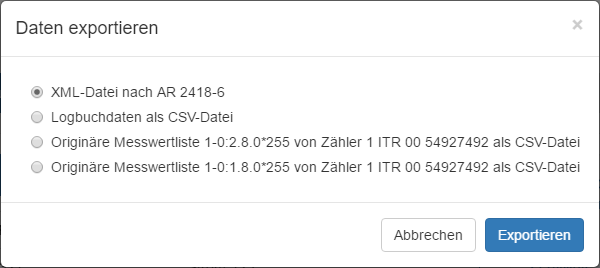 Daten exportieren
×
XML-Datei nach AR 2418-6
Logbuchdaten als CSV-Datei
Originäre Messwertliste 1-0:2.8.0*255 von Zähler 1 ITR 00 54927492 als CSV-Datei
Originäre Messwertliste 1-0:1.8.0*255 von Zähler 1 ITR 00 54927492 als CSV-Datei
Abbrechen
Exportieren